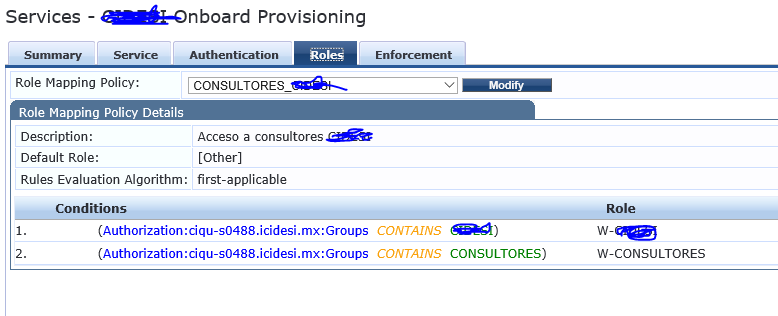 Services - Onboard Provisioning
Summary Service Authentication Roles Enforcement
Role Mapping Policy: CONSULTORES_ Modify
Role Mapping Policy Details
Description: Acceso a consultores
Default Role: [Other]
Rules Evaluation Algorithm: first-applicable
Conditions Role
1. (Authorization:ciqu-s0488.icidesi.mx:Groups CONTAINS ) W-
2. (Authorization:ciqu-s0488.icidesi.mx:Groups CONTAINS CONSULTORES) W-CONSULTORES